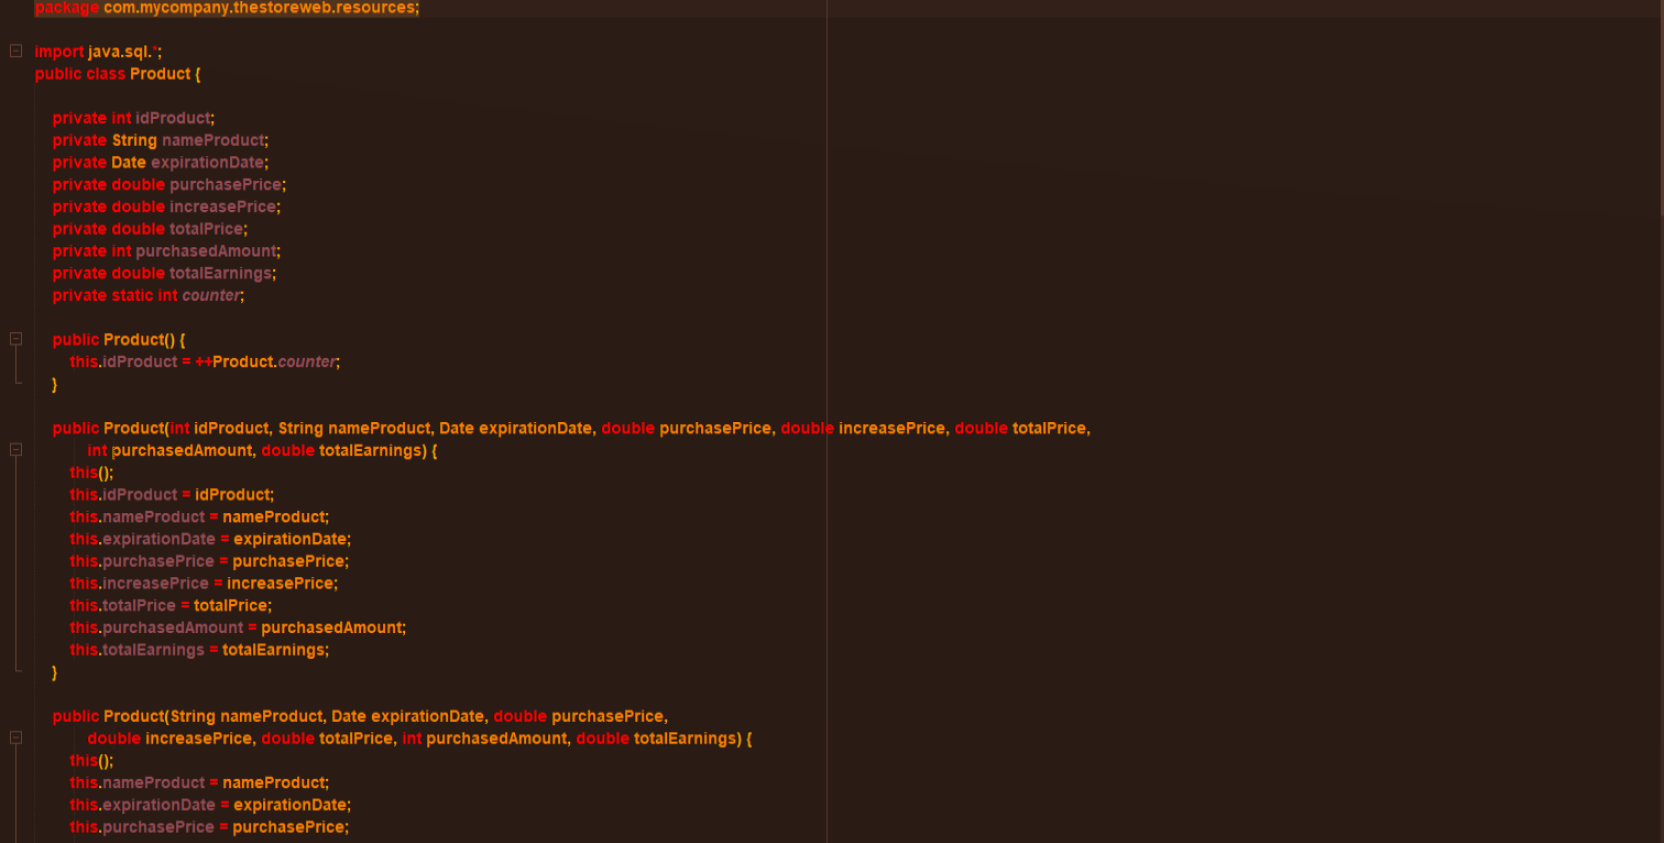 package com.mycompany.thestoreweb.resources;
import java.sql.*;
public class Product {
private int idProduct;
private String nameProduct;
private Date expirationDate;
private double purchasePrice;
private double increasePrice;
private double totalPrice;
private int purchasedAmount;
private double totalEarnings;
private static int counter;
public Product() {
this.idProduct = ++Product.counter;
}
public Product(int idProduct, String nameProduct, Date expirationDate, double purchasePrice, double increasePrice, double totalPrice,
int purchasedAmount, double totalEarnings) {
this();
this.idProduct = idProduct;
this.nameProduct = nameProduct;
this.expirationDate = expirationDate;
this.purchasePrice = purchasePrice;
this.increasePrice = increasePrice;
this.totalPrice = totalPrice;
this.purchasedAmount = purchasedAmount;
this.totalEarnings = totalEarnings;
}
public Product(String nameProduct, Date expirationDate, double purchasePrice,
double increasePrice, double totalPrice, int purchasedAmount, double totalEarnings) {
this();
this.nameProduct = nameProduct;
this.expirationDate = expirationDate;
this.purchasePrice = purchasePrice;